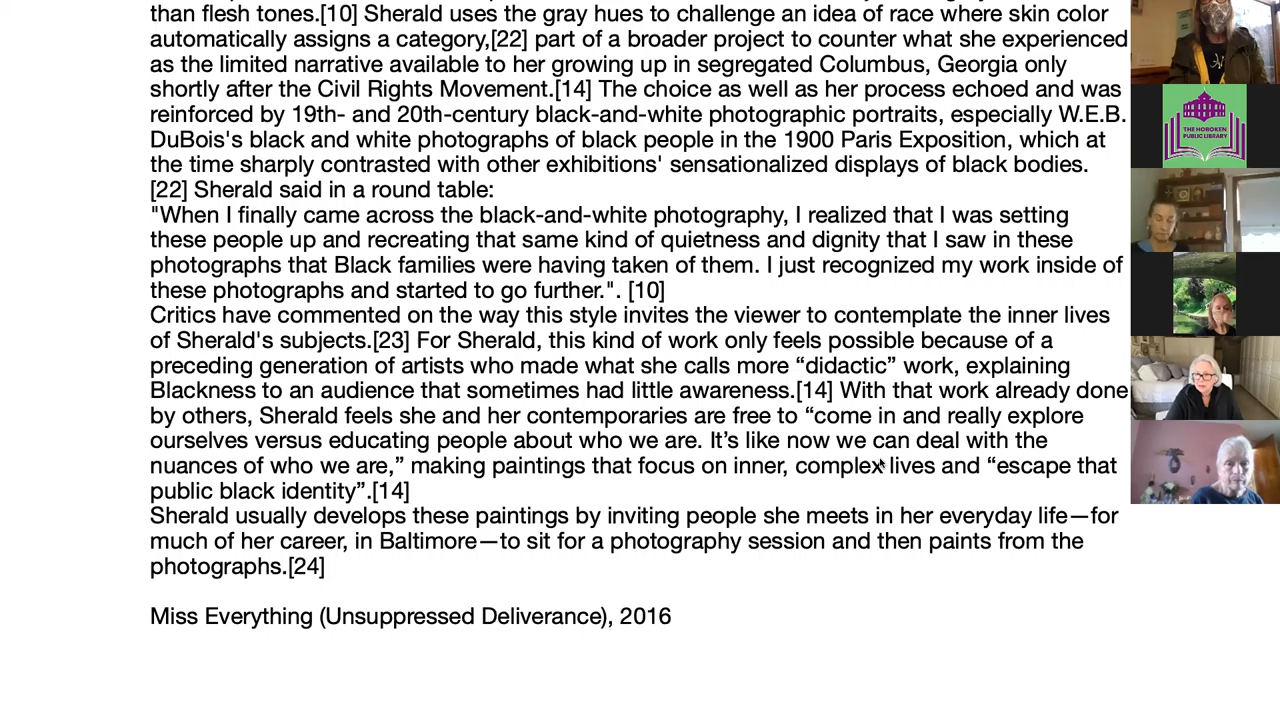 than flesh tones.[10] Sherald uses the gray hues to challenge an idea of race where skin color
automatically assigns a category,[22] part of a broader project to counter what she experienced
as the limited narrative available to her growing up in segregated Columbus, Georgia only
shortly after the Civil Rights Movement.[14] The choice as well as her process echoed and was
reinforced by 19th- and 20th-century black-and-white photographic portraits, especially W.E.B.
DuBois's black and white photographs of black people in the 1900 Paris Exposition, which at
the time sharply contrasted with other exhibitions' sensationalized displays of black bodies.
[22] Sherald said in a round table:
"When I finally came across the black-and-white photography, I realized that I was setting
these people up and recreating that same kind of quietness and dignity that I saw in these
photographs that Black families were having taken of them. I just recognized my work inside of
these photographs and started to go further.". [10]
Critics have commented on the way this style invites the viewer to contemplate the inner lives
of Sherald's subjects.[23] For Sherald, this kind of work only feels possible because of a
preceding generation of artists who made what she calls more “didactic” work, explaining
Blackness to an audience that sometimes had little awareness.[14] With that work already done
by others, Sherald feels she and her contemporaries are free to “come in and really explore
ourselves versus educating people about who we are. It’s like now we can deal with the
nuances of who we are,” making paintings that focus on inner, complex lives and “escape that
public black identity”.[14]
Sherald usually develops these paintings by inviting people she meets in her everyday life—for
much of her career, in Baltimore—to sit for a photography session and then paints from the
photographs.[24]
Miss Everything (Unsuppressed Deliverance), 2016
THE HOBOKEN
PUBLIC LIBRARY